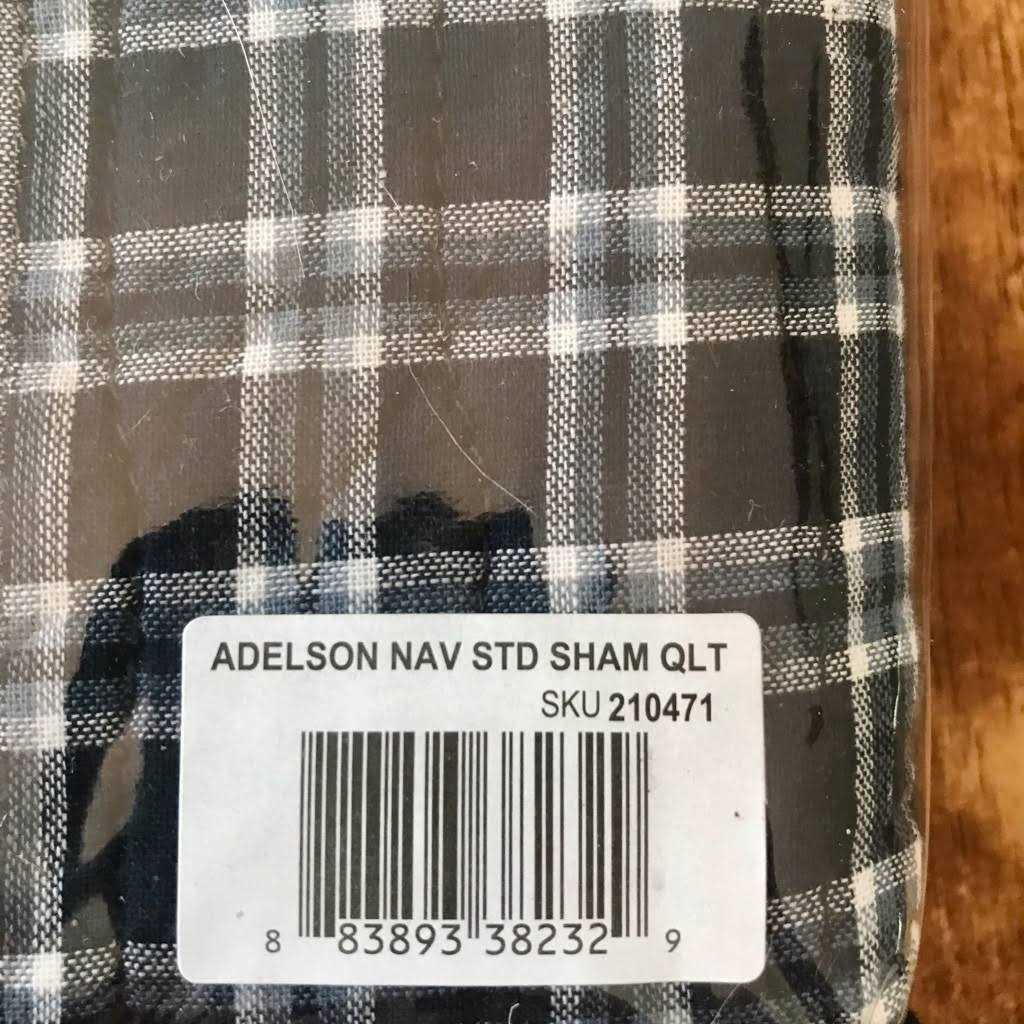 ADELSON NAV STD SHAM QLT
SKU 210471
8 83893 38232 9